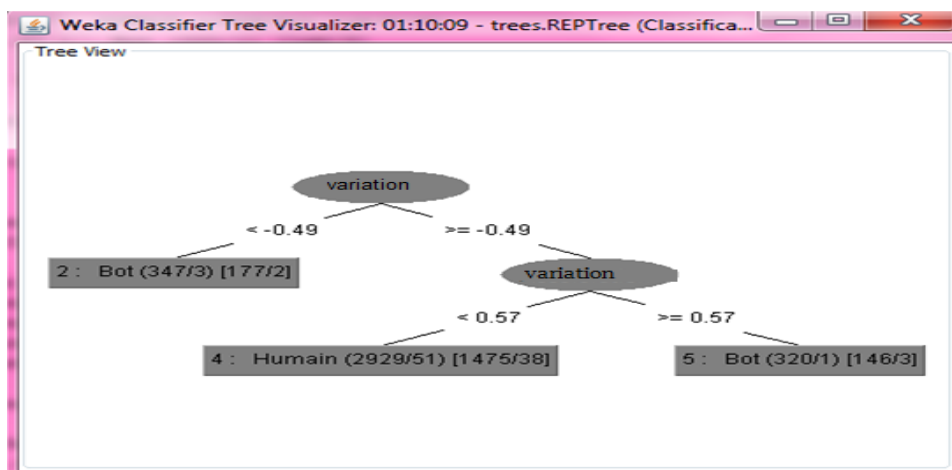 Weka Classifier Tree Visualizer: 01:10:09 - trees.REPTree (Classifica...
Tree View
variation
< -0.49 >= -0.49
2 : Bot (347/3) [177/2]
variation
< 0.57 >= 0.57
4 : Humain (2929/51) [1475/38] 5 : Bot (320/1) [146/3]